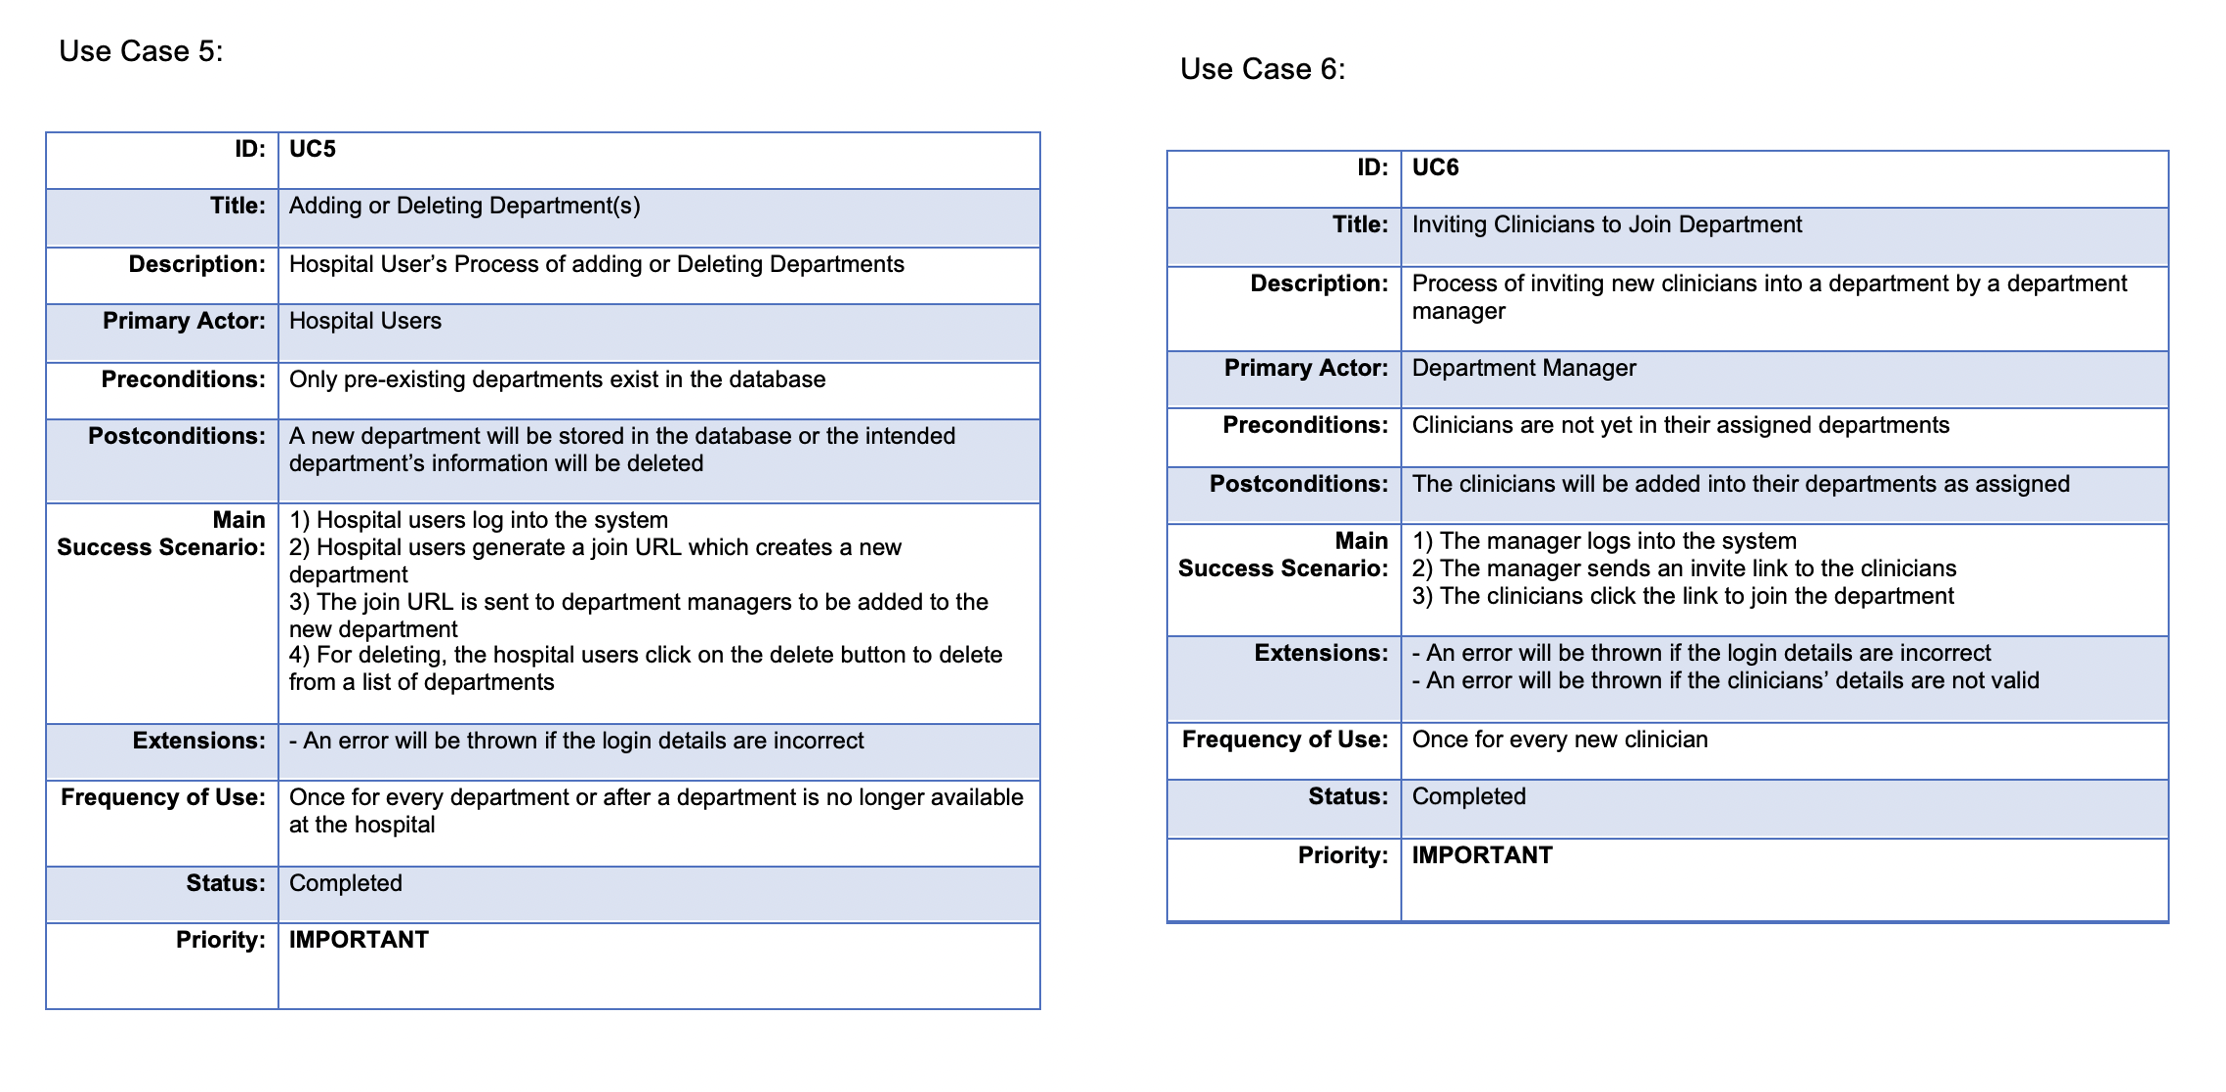 Use Case 5:
ID: UC5
Title: Adding or Deleting Department(s)
Description: Hospital User’s Process of adding or Deleting Departments
Primary Actor: Hospital Users
Preconditions: Only pre-existing departments exist in the database
Postconditions: A new department will be stored in the database or the intended
department’s information will be deleted
Main 1) Hospital users log into the system
Success Scenario: 2) Hospital users generate a join URL which creates a new
department
3) The join URL is sent to department managers to be added to the
new department
4) For deleting, the hospital users click on the delete button to delete
from a list of departments
Extensions: - An error will be thrown if the login details are incorrect
Frequency of Use: Once for every department or after a department is no longer available
at the hospital
Status: Completed
Priority: IMPORTANT
Use Case 6:
ID: UC6
Title: Inviting Clinicians to Join Department
Description: Process of inviting new clinicians into a department by a department
manager
Primary Actor: Department Manager
Preconditions: Clinicians are not yet in their assigned departments
Postconditions: The clinicians will be added into their departments as assigned
Main 1) The manager logs into the system
Success Scenario: 2) The manager sends an invite link to the clinicians
3) The clinicians click the link to join the department
Extensions: - An error will be thrown if the login details are incorrect
- An error will be thrown if the clinicians’ details are not valid
Frequency of Use: Once for every new clinician
Status: Completed
Priority: IMPORTANT